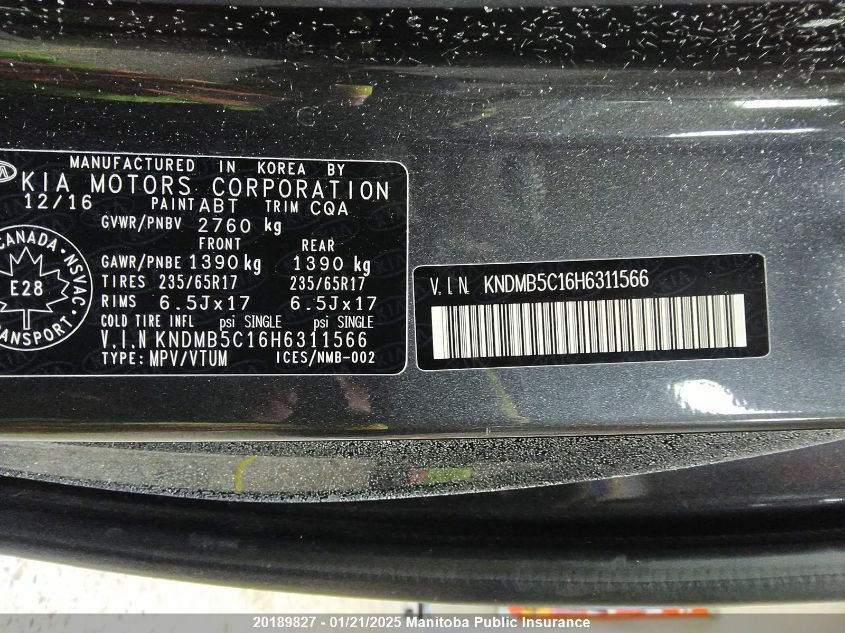 MANUFACTURED IN KOREA BY
KIA MOTORS CORPORATION
12/16 PAINT ABT TRIM CQA
GVWR/PNBV 2760 kg
FRONT REAR
GAWR/PNBE 1390 kg 1390 kg
TIRES 235/65R17 235/65R17
RIMS 6.5Jx17 6.5Jx17
COLD TIRE INFL psi SINGLE psi SINGLE
V.I.N KNDMB5C16H6311566
TYPE: MPV/VTUM ICES/NMB-002
CANADA
NSVAC
E28
TRANSPORT
V.I.N. KNDMB5C16H6311566
20189827 - 01/21/2025 Manitoba Public Insurance